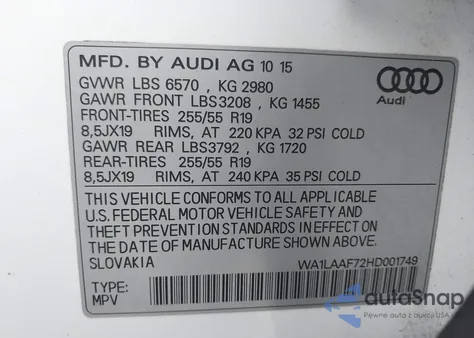 MFD. BY AUDI AG 10 15
GVWR LBS 6570 , KG 2980
GAWR FRONT LBS3208 , KG 1455
FRONT-TIRES 255/55 R19
8,5JX19 RIMS, AT 220 KPA 32 PSI COLD
GAWR REAR LBS3792 , KG 1720
REAR-TIRES 255/55 R19
8,5JX19 RIMS, AT 240 KPA 35 PSI COLD
Audi
THIS VEHICLE CONFORMS TO ALL APPLICABLE
U.S. FEDERAL MOTOR VEHICLE SAFETY AND
THEFT PREVENTION STANDARDS IN EFFECT ON
THE DATE OF MANUFACTURE SHOWN ABOVE.
SLOVAKIA WA1LAAF72HD001749
TYPE:
MPV
autoSnap
Pewne auta z aukcji USA